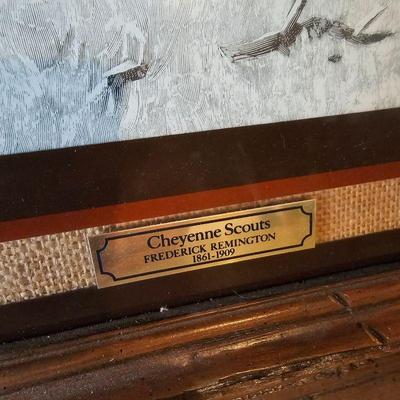 Cheyenne Scouts
FREDERICK REMINGTON
1861-1909